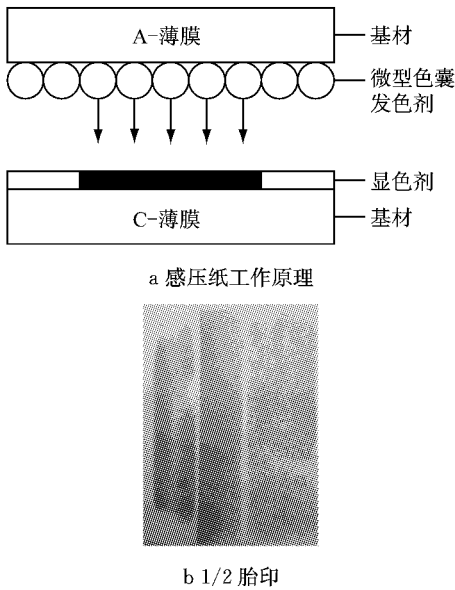 A-薄膜
基材
微型色囊
发色剂
显色剂
C-薄膜
基材
a 感压纸工作原理
b 1/2 胎印